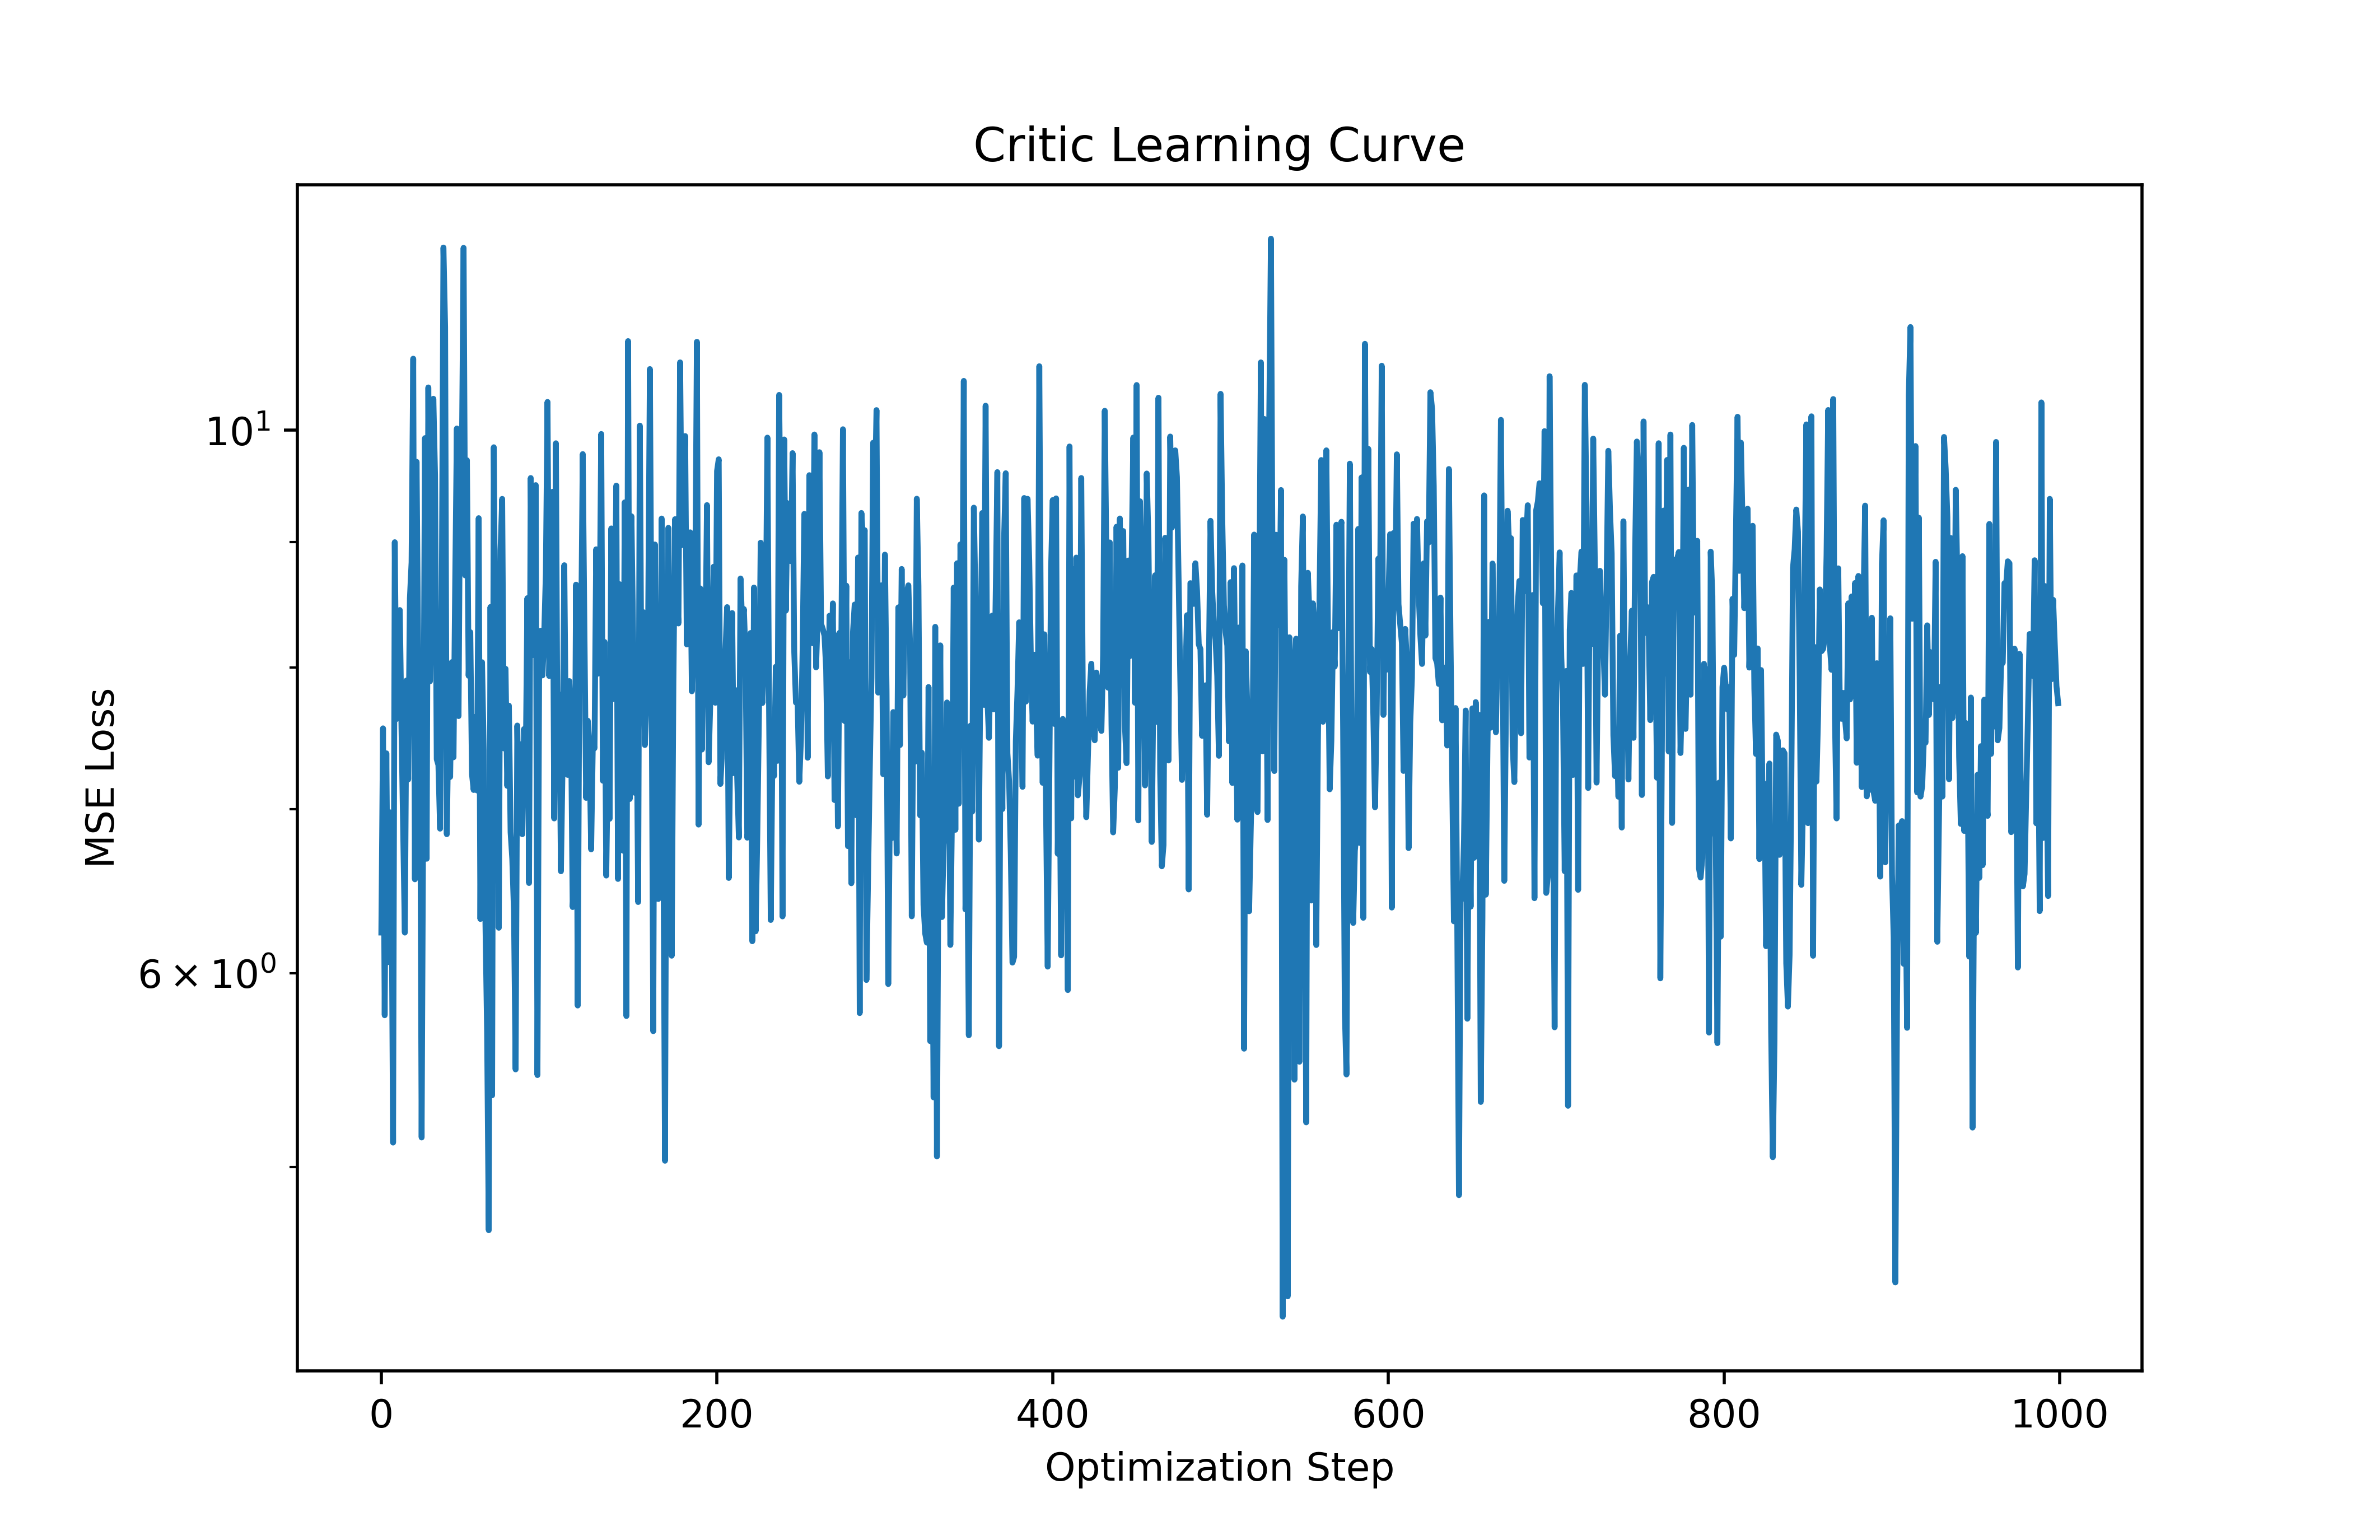 Critic Learning Curve
10¹
6 × 10⁰
MSE Loss
0 200 400 600 800 1000
Optimization Step